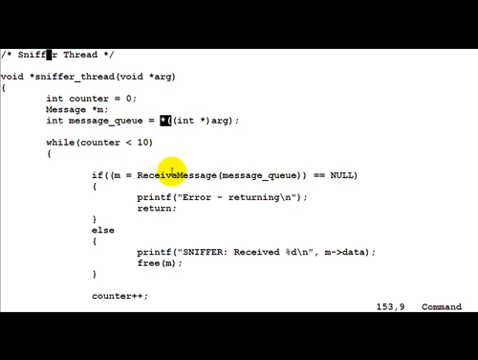 /* Sniffer Thread */
void *sniffer_thread(void *arg)
{
int counter = 0;
Message *m;
int message_queue = *((int *)arg);
while(counter < 10)
{
if((m = ReceiveMessage(message_queue)) == NULL)
{
printf("Error - returning\n");
return;
}
else
{
printf("SNIFFER: Received %d\n", m->data);
free(m);
}
counter++;
153,9 Command